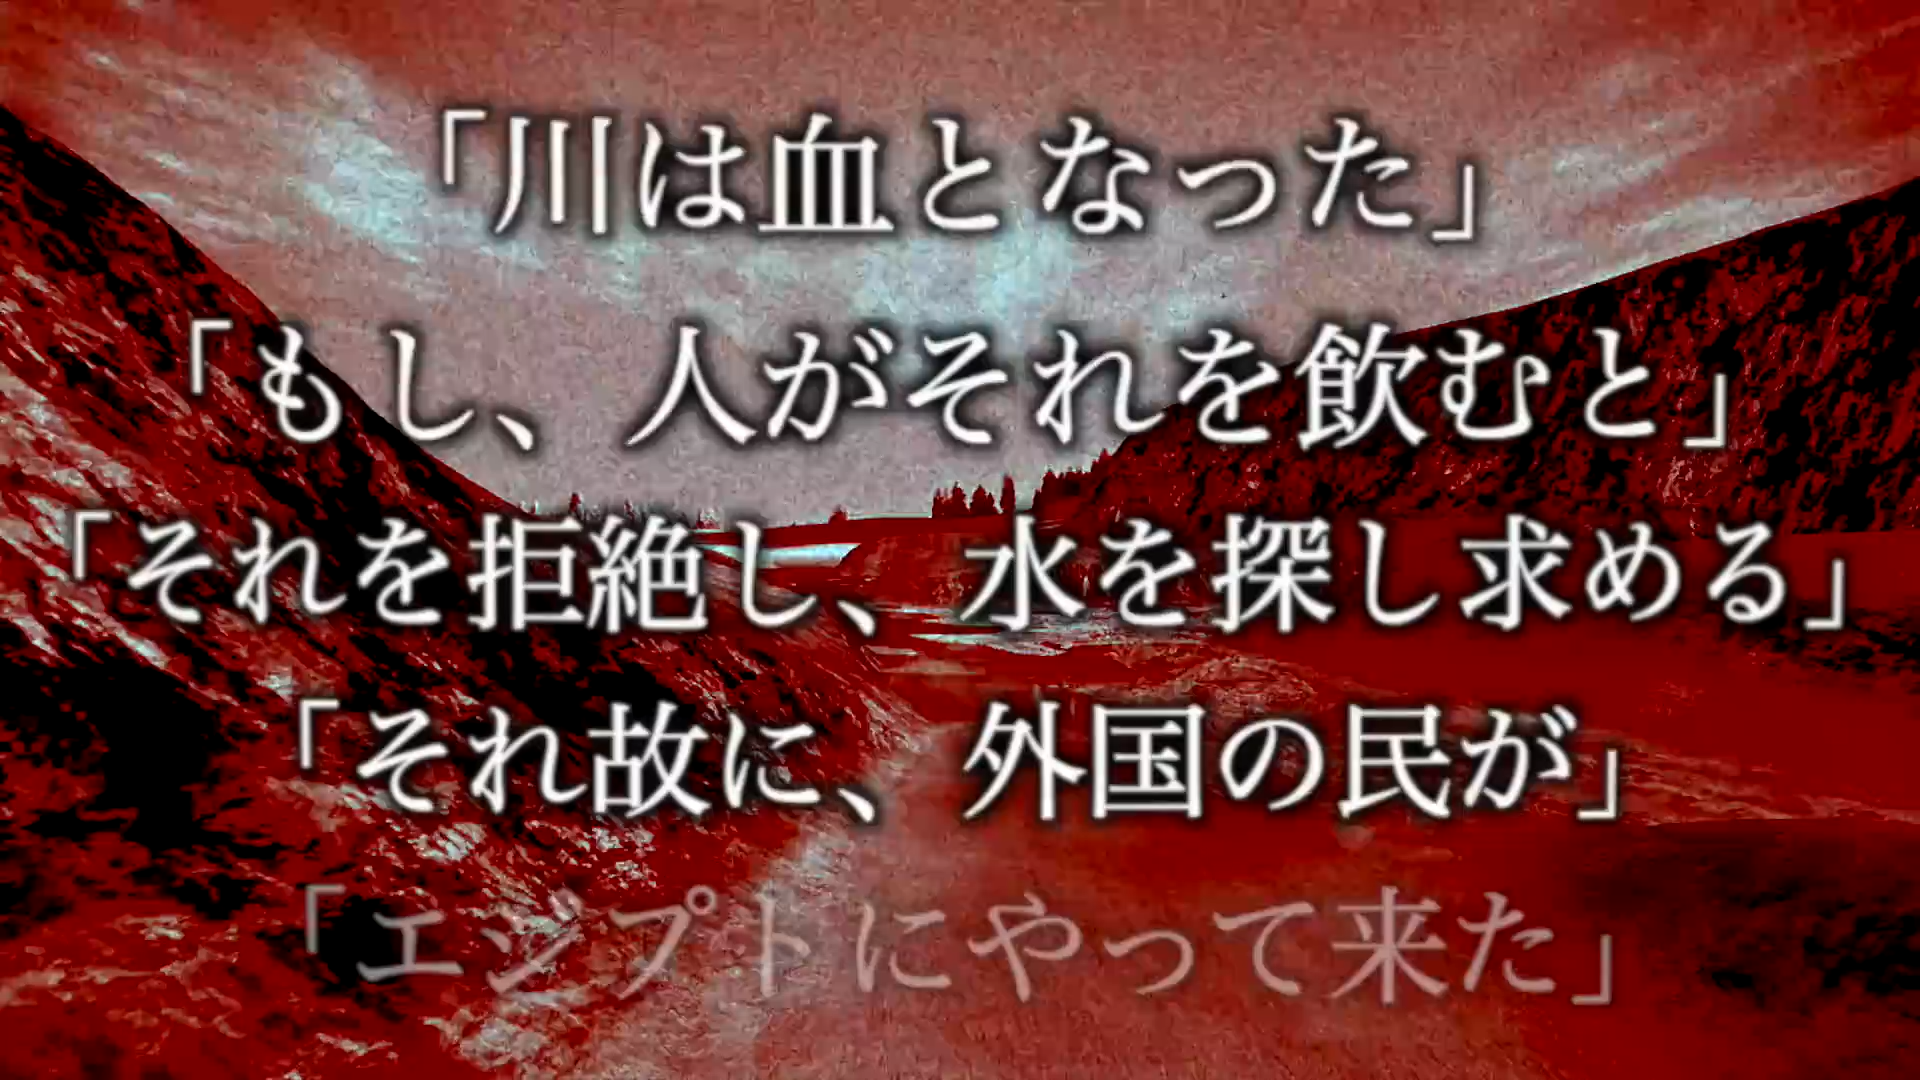 「川は血となった」
「もし、人がそれを飲むと」
「それを拒絶し、水を探し求める」
「それ故に、外国の民が」
「エジプトにやって来た」